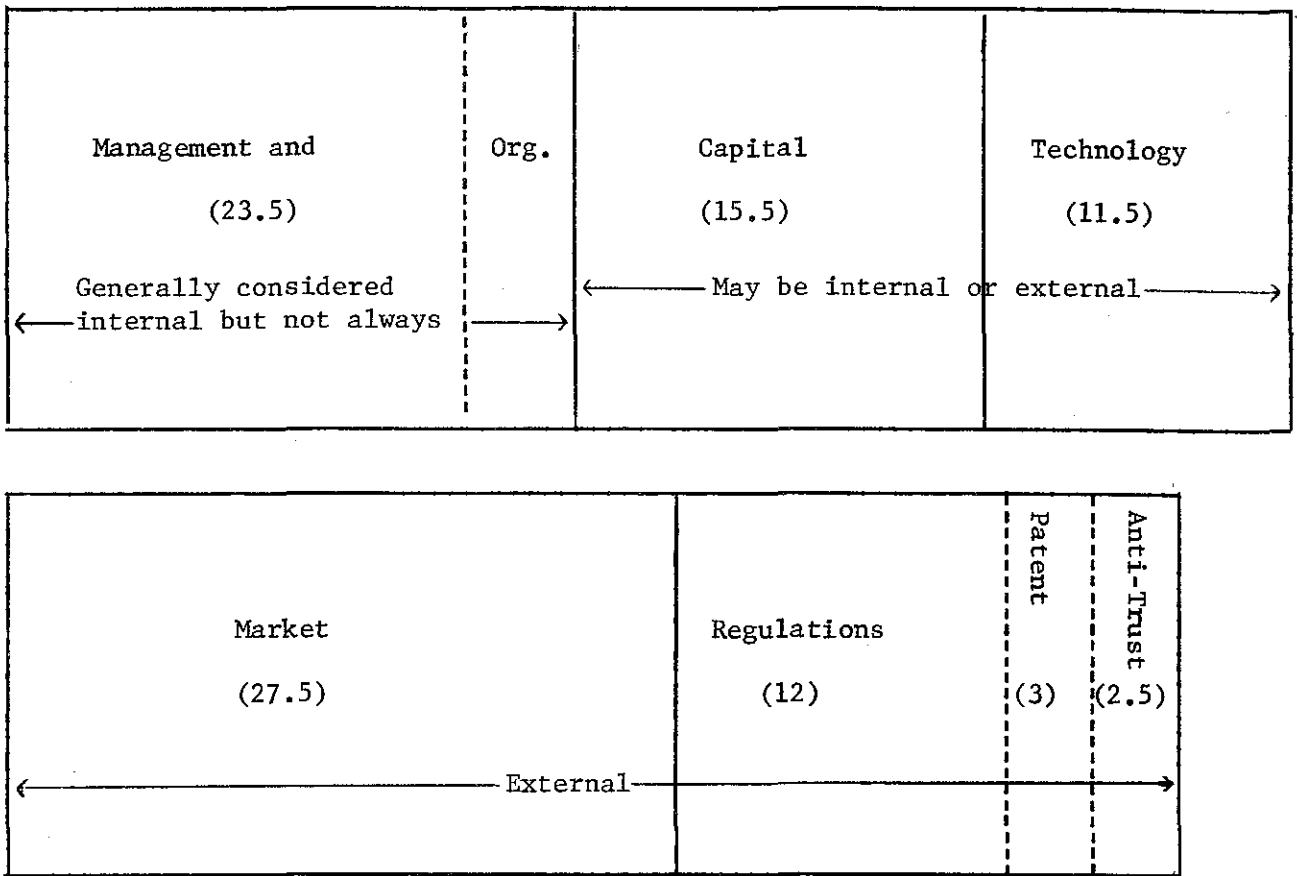 Management and Org. Capital Technology
(23.5) (15.5) (11.5)
Generally considered
internal but not always
May be internal or external
Patent
Anti-Trust
Market Regulations
(27.5) (12) (3) (2.5)
External